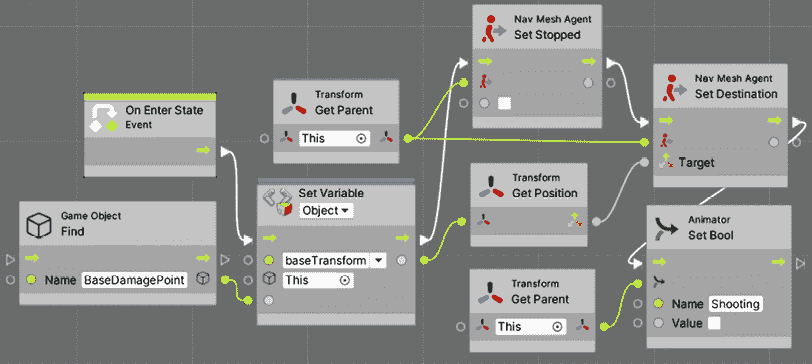 On Enter State
Event
Transform
Get Parent
This
Nav Mesh Agent
Set Stopped
Nav Mesh Agent
Set Destination
Target
Game Object
Find
Name BaseDamagePoint
Set Variable
Object
baseTransform
This
Transform
Get Position
Transform
Get Parent
This
Animator
Set Bool
Name Shooting
Value